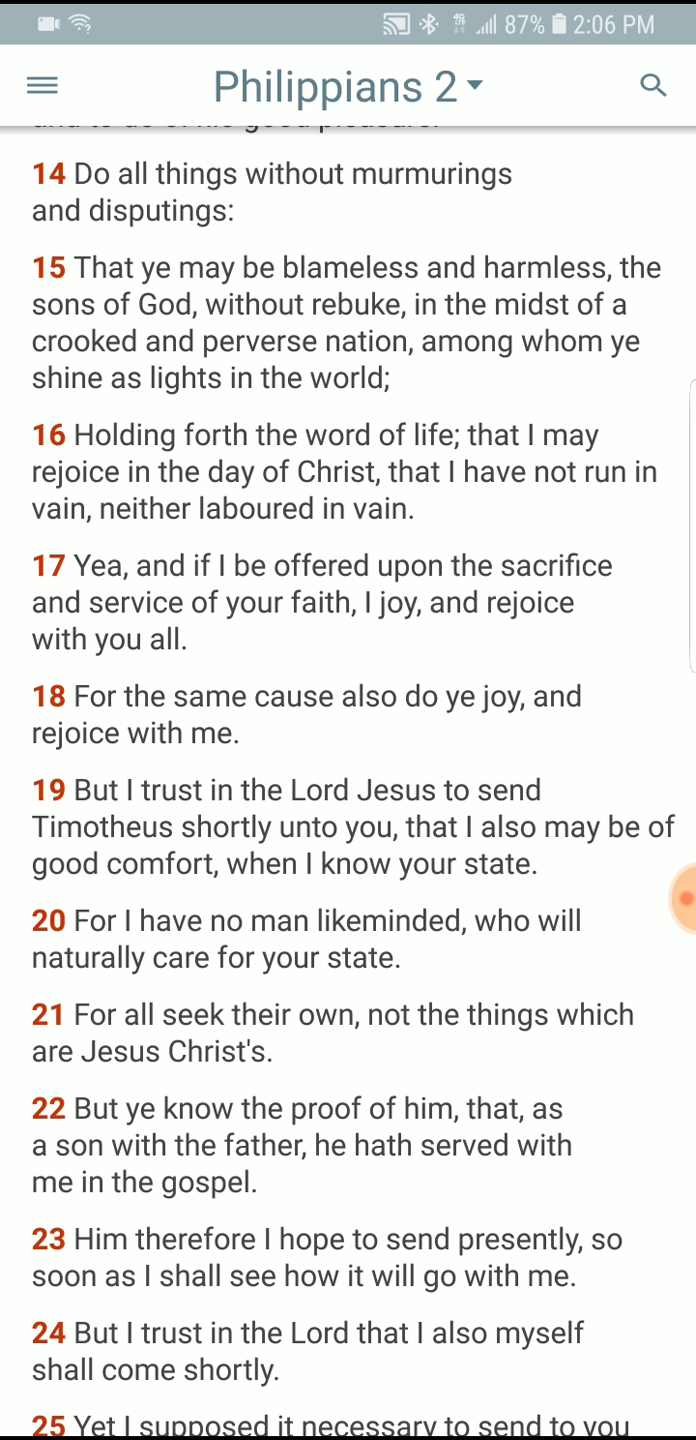 4G
87% 2:06 PM
Philippians 2
14 Do all things without murmurings
and disputings:
15 That ye may be blameless and harmless, the
sons of God, without rebuke, in the midst of a
crooked and perverse nation, among whom ye
shine as lights in the world;
16 Holding forth the word of life; that I may
rejoice in the day of Christ, that I have not run in
vain, neither laboured in vain.
17 Yea, and if I be offered upon the sacrifice
and service of your faith, I joy, and rejoice
with you all.
18 For the same cause also do ye joy, and
rejoice with me.
19 But I trust in the Lord Jesus to send
Timotheus shortly unto you, that I also may be of
good comfort, when I know your state.
20 For I have no man likeminded, who will
naturally care for your state.
21 For all seek their own, not the things which
are Jesus Christ's.
22 But ye know the proof of him, that, as
a son with the father, he hath served with
me in the gospel.
23 Him therefore I hope to send presently, so
soon as I shall see how it will go with me.
24 But I trust in the Lord that I also myself
shall come shortly.
25 Yet I supposed it necessary to send to you